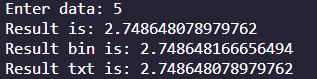 Enter data: 5
Result is: 2.748648078979762
Result bin is: 2.748648166656494
Result txt is: 2.748648078979762